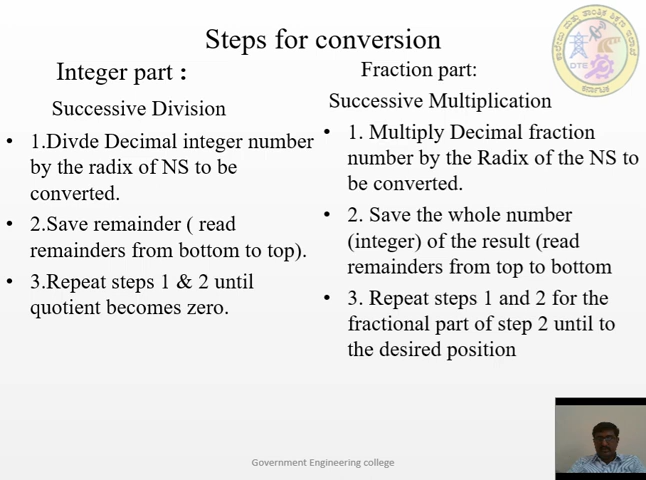 Steps for conversion
Integer part :
Successive Division
• 1.Divde Decimal integer number
by the radix of NS to be
converted.
• 2.Save remainder ( read
remainders from bottom to top).
• 3.Repeat steps 1 & 2 until
quotient becomes zero.
Fraction part:
Successive Multiplication
• 1. Multiply Decimal fraction
number by the Radix of the NS to
be converted.
• 2. Save the whole number
(integer) of the result (read
remainders from top to bottom
• 3. Repeat steps 1 and 2 for the
fractional part of step 2 until to
the desired position
DTE
Government Engineering college